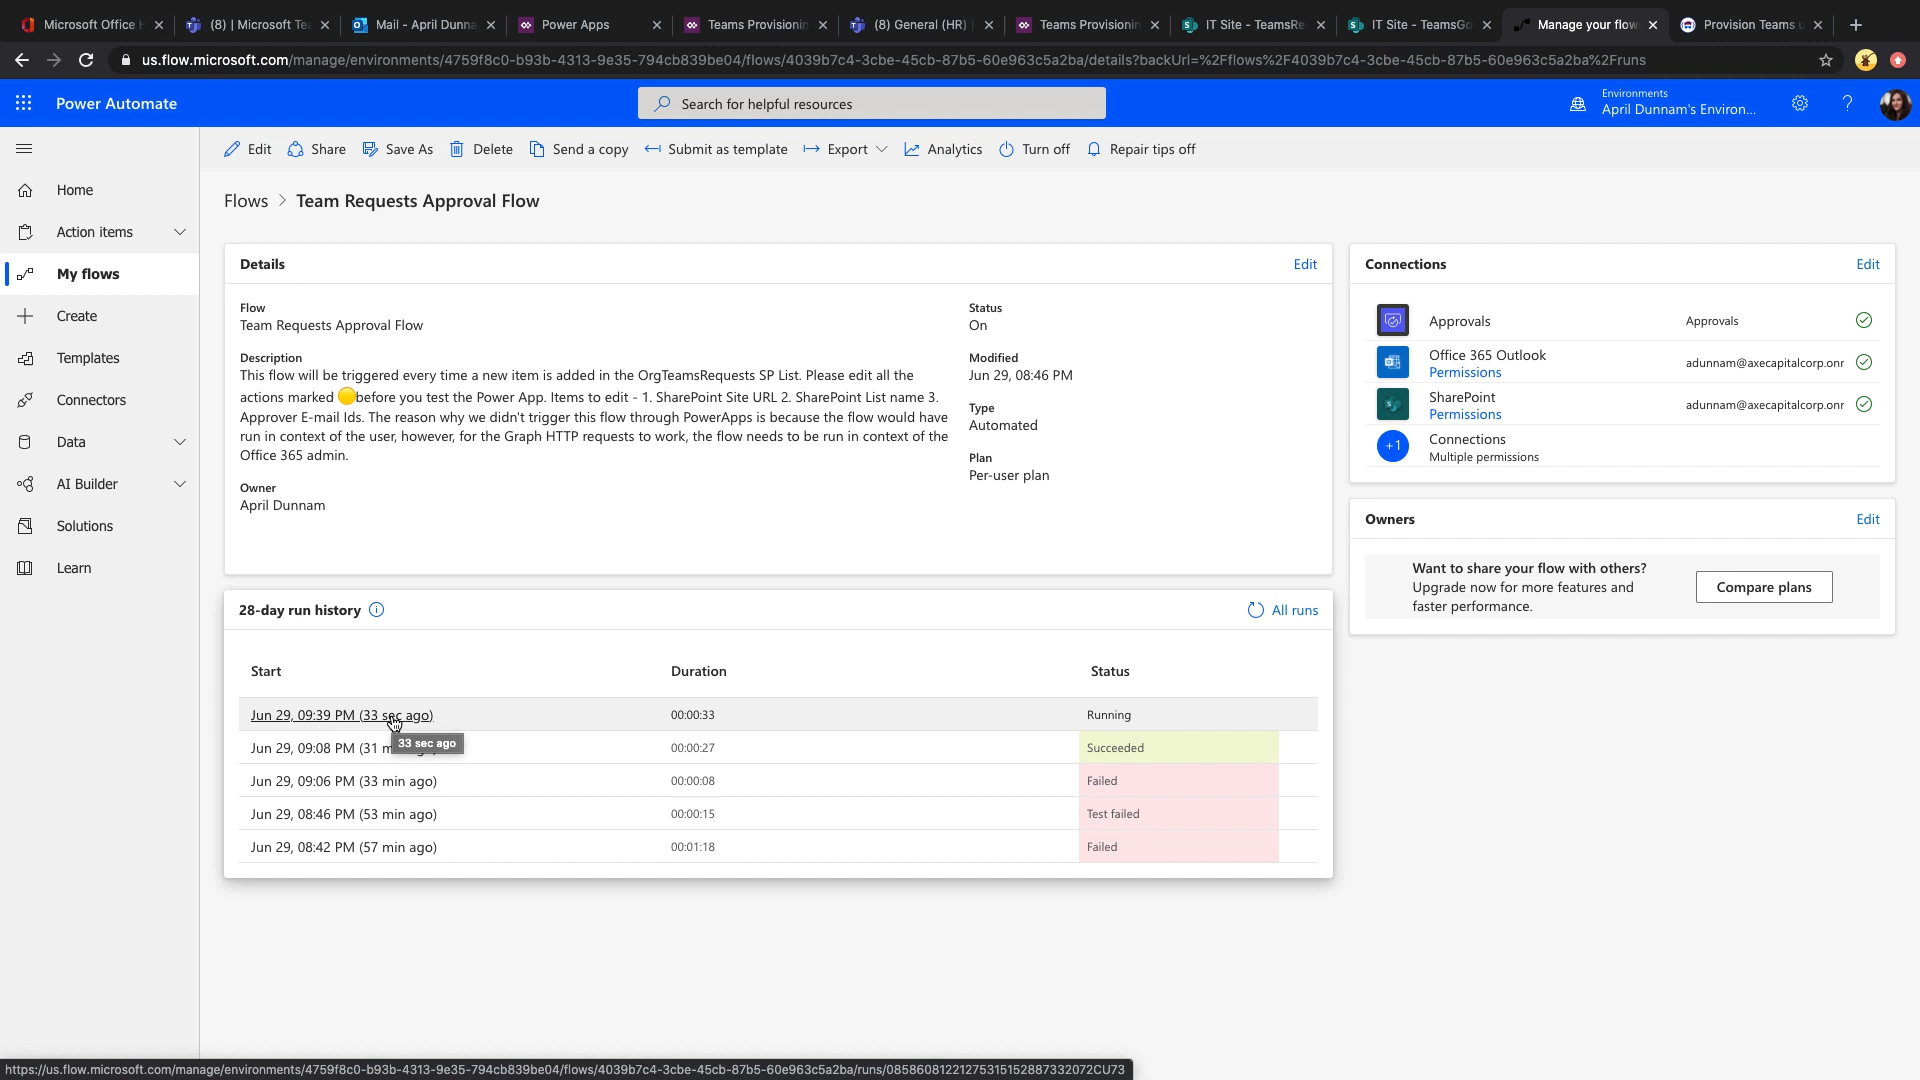 Microsoft Office H
(8) | Microsoft Tea
Mail - April Dunna
Power Apps
Teams Provisionin
(8) General (HR) |
Teams Provisionin
IT Site - TeamsRe
IT Site - TeamsGo
Manage your flow
Provision Teams u
us.flow.microsoft.com/manage/environments/4759f8c0-b93b-4313-9e35-794cb839be04/flows/4039b7c4-3cbe-45cb-87b5-60e963c5a2ba/details?backUrl=%2Fflows%2F4039b7c4-3cbe-45cb-87b5-60e963c5a2ba%2Fruns
Power Automate
Search for helpful resources
Environments
April Dunnam's Environ...
Edit
Share
Save As
Delete
Send a copy
Submit as template
Export
Analytics
Turn off
Repair tips off
Home
Action items
My flows
Create
Templates
Connectors
Data
AI Builder
Solutions
Learn
Flows > Team Requests Approval Flow
Details
Edit
Flow
Team Requests Approval Flow
Description
This flow will be triggered every time a new item is added in the OrgTeamsRequests SP List. Please edit all the
actions marked before you test the Power App. Items to edit - 1. SharePoint Site URL 2. SharePoint List name 3.
Approver E-mail Ids. The reason why we didn't trigger this flow through PowerApps is because the flow would have
run in context of the user, however, for the Graph HTTP requests to work, the flow needs to be run in context of the
Office 365 admin.
Owner
April Dunnam
Status
On
Modified
Jun 29, 08:46 PM
Type
Automated
Plan
Per-user plan
Connections
Edit
Approvals
Approvals
Office 365 Outlook
Permissions
adunnam@axecapitalcorp.onr
SharePoint
Permissions
adunnam@axecapitalcorp.onr
+1
Connections
Multiple permissions
Owners
Edit
Want to share your flow with others?
Upgrade now for more features and
faster performance.
Compare plans
28-day run history
All runs
Start Duration Status
Jun 29, 09:39 PM (33 sec ago) 00:00:33 Running
33 sec ago
Jun 29, 09:08 PM (31 m 00:00:27 Succeeded
Jun 29, 09:06 PM (33 min ago) 00:00:08 Failed
Jun 29, 08:46 PM (53 min ago) 00:00:15 Test failed
Jun 29, 08:42 PM (57 min ago) 00:01:18 Failed
https://us.flow.microsoft.com/manage/environments/4759f8c0-b93b-4313-9e35-794cb839be04/flows/4039b7c4-3cbe-45cb-87b5-60e963c5a2ba/runs/08586081221275315152887332072CU73